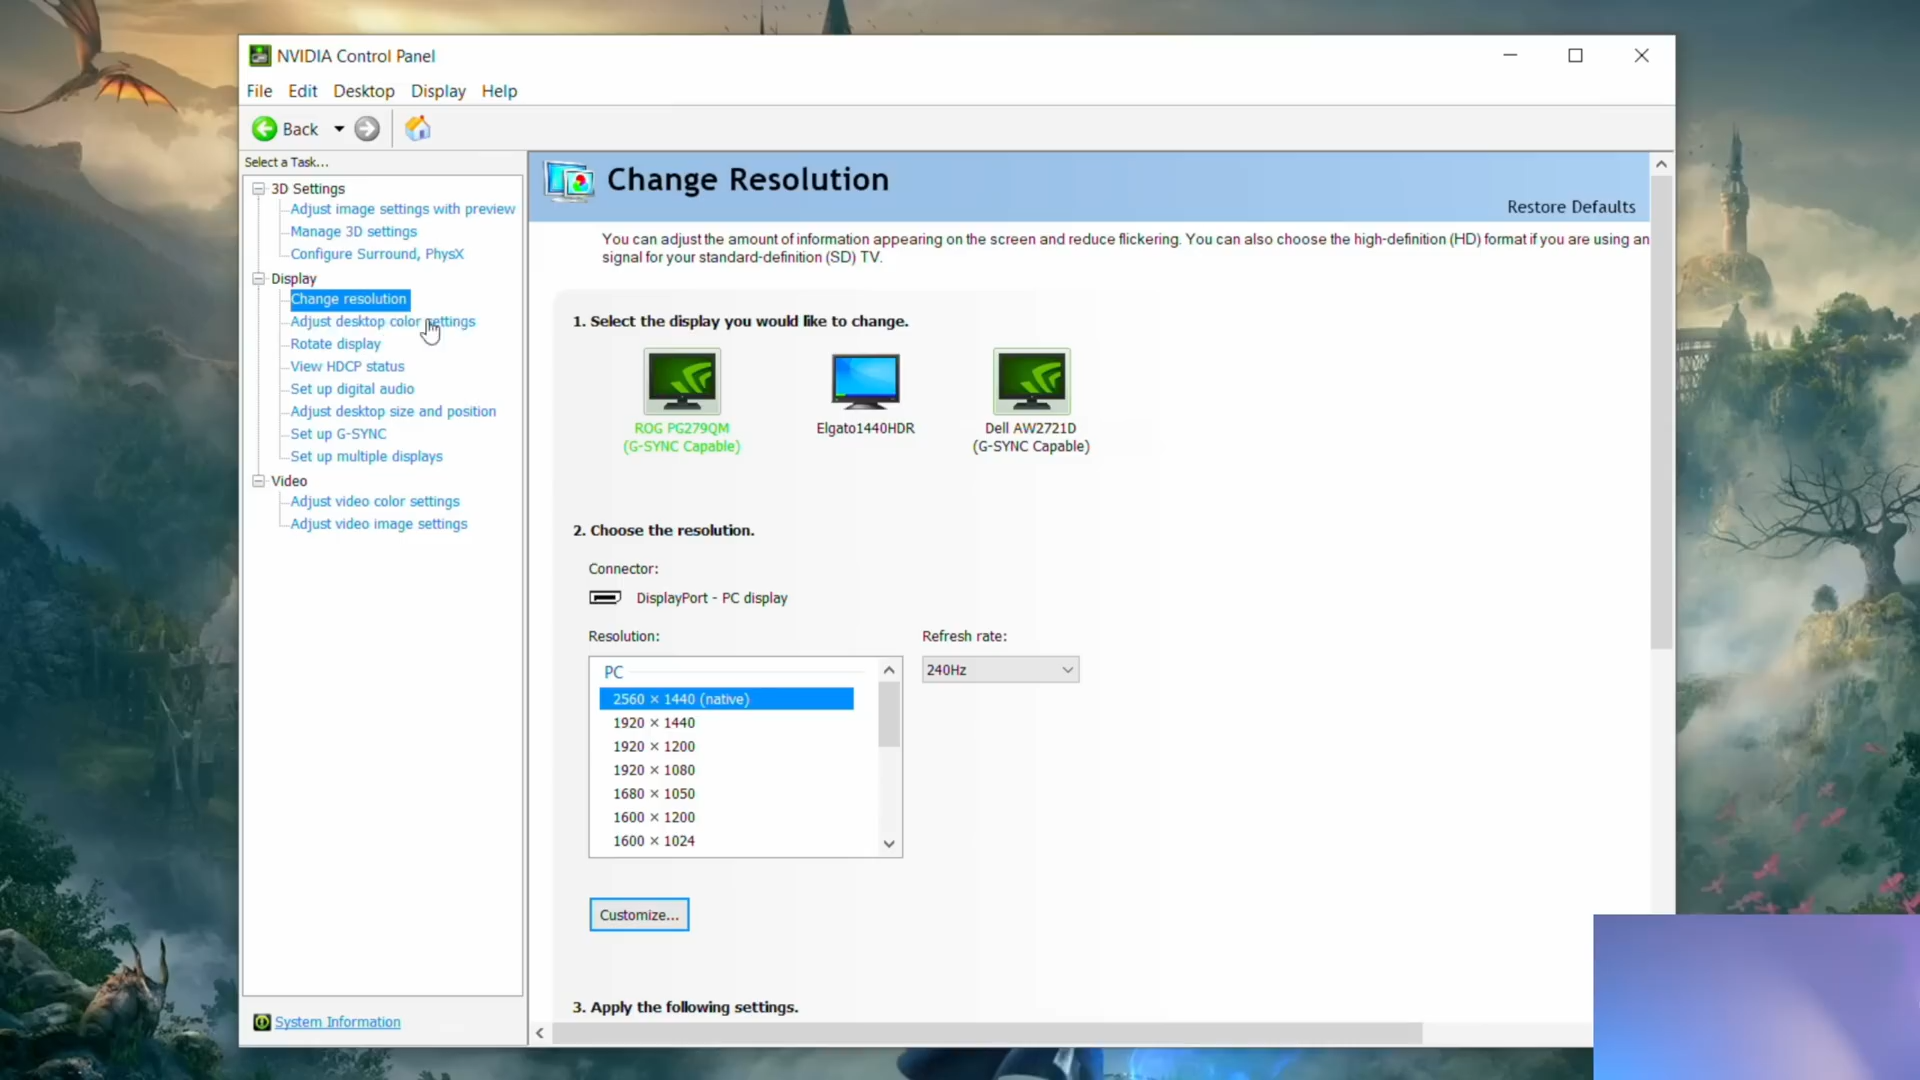 NVIDIA Control Panel
File Edit Desktop Display Help
Back
Select a Task...
3D Settings
Adjust image settings with preview
Manage 3D settings
Configure Surround, PhysX
Display
Change resolution
Adjust desktop color settings
Rotate display
View HDCP status
Set up digital audio
Adjust desktop size and position
Set up G-SYNC
Set up multiple displays
Video
Adjust video color settings
Adjust video image settings
System Information
Change Resolution
Restore Defaults
You can adjust the amount of information appearing on the screen and reduce flickering. You can also choose the high-definition (HD) format if you are using an
signal for your standard-definition (SD) TV.
1. Select the display you would like to change.
ROG PG279QM
(G-SYNC Capable)
Elgato1440HDR
Dell AW2721D
(G-SYNC Capable)
2. Choose the resolution.
Connector:
DisplayPort - PC display
Resolution:
PC
2560 × 1440 (native)
1920 × 1440
1920 × 1200
1920 × 1080
1680 × 1050
1600 × 1200
1600 × 1024
Refresh rate:
240Hz
Customize...
3. Apply the following settings.